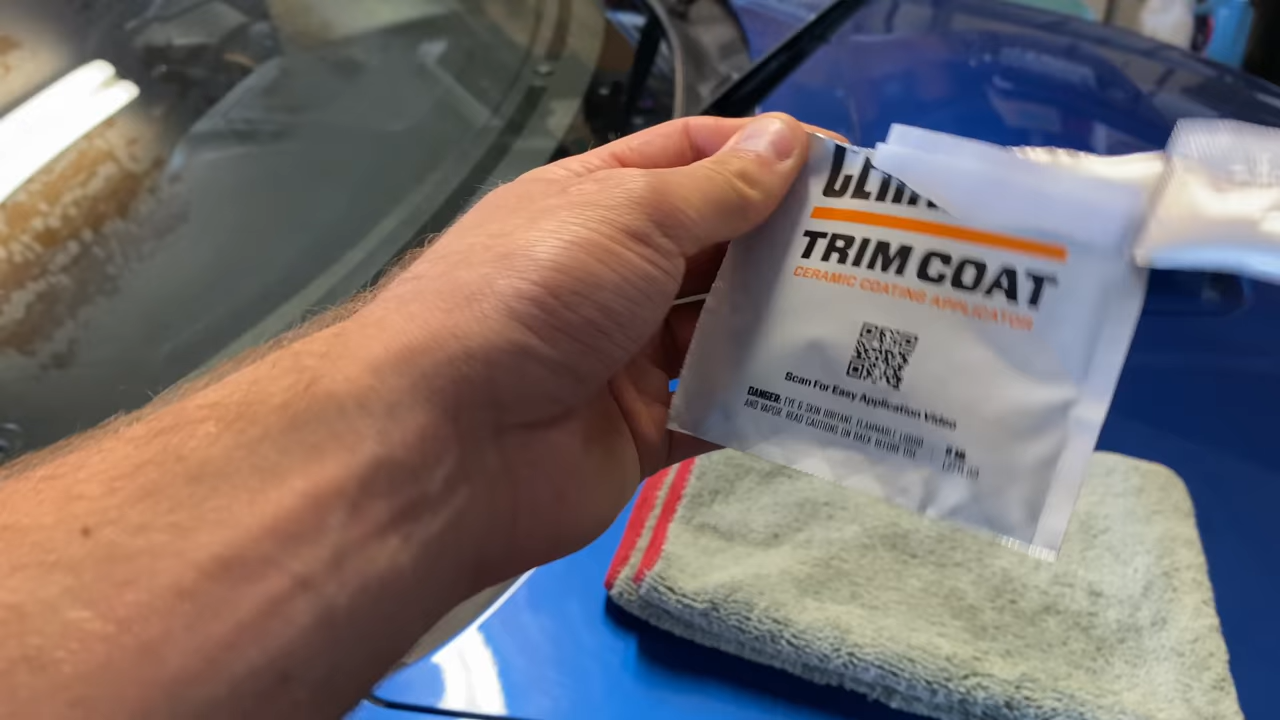 TRIM COAT
CERAMIC COATING APPLICATOR
Scan For Easy Application Video
DANGER: EYE & SKIN IRRITANT. FLAMMABLE LIQUID
AND VAPOR. READ CAUTIONS ON BACK BEFORE USE.